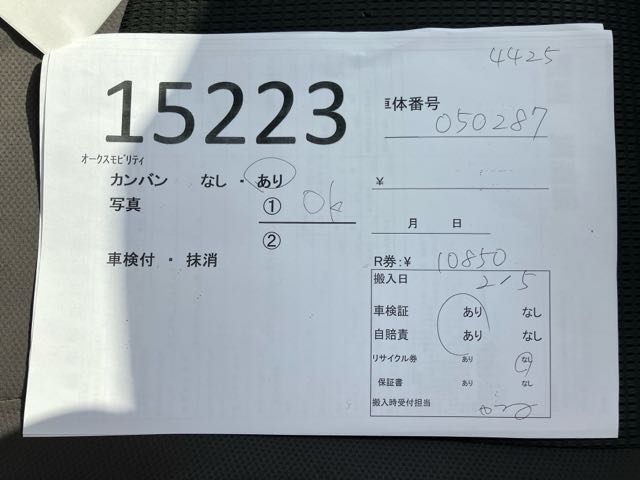 4425
15223
車体番号
050287
オークスモビリティ
カンバン なし ・ あり
¥
写真 ① OK
月 日
②
車検付 ・ 抹消
R券:¥ 10850
搬入日 2/5
車検証 あり なし
自賠責 あり なし
リサイクル券 あり なし
保証書 あり なし
搬入時受付担当